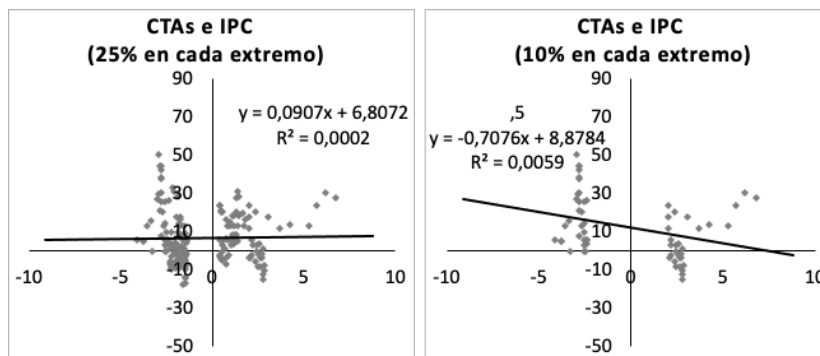 CTAs e IPC
(25% en cada extremo)
90
70
y = 0,0907x + 6,8072
R² = 0,0002
50
30
10
-10 -5 0 5 10
-10
-30
-50
CTAs e IPC
(10% en cada extremo)
90
70
,5
y = -0,7076x + 8,8784
R² = 0,0059
50
30
10
-10 -5 0 5 10
-10
-30
-50